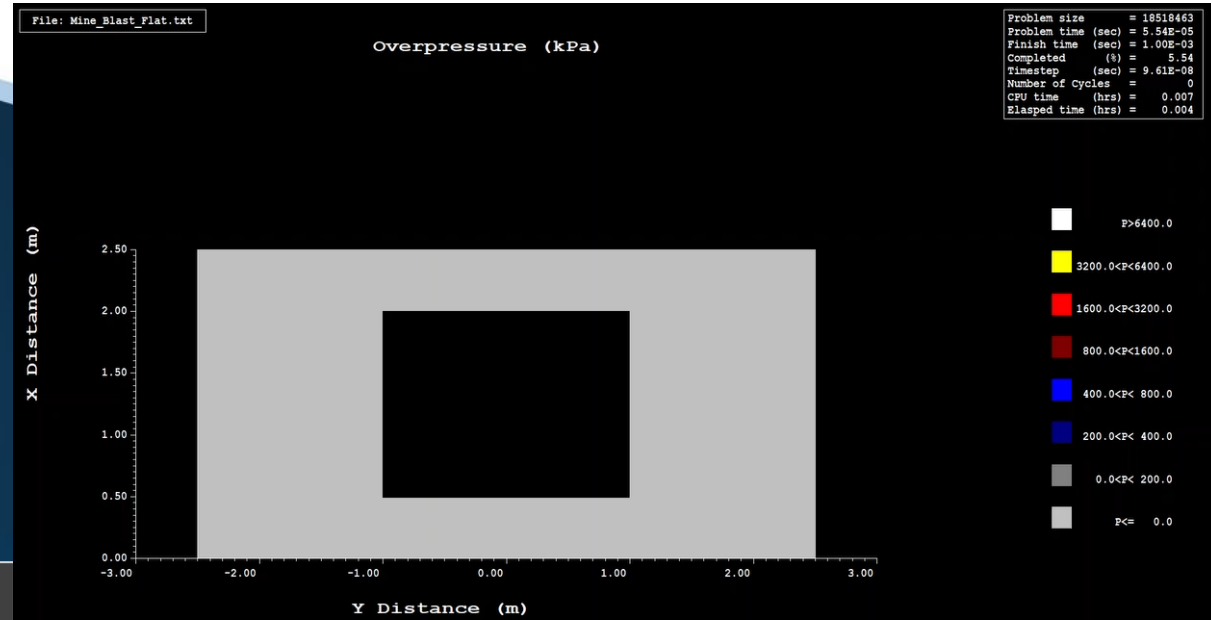 File: Mine_Blast_Flat.txt
Overpressure (kPa)
Problem size = 18518463
Problem time (sec) = 5.54E-05
Finish time (sec) = 1.00E-03
Completed (%) = 5.54
Timestep (sec) = 9.61E-08
Number of Cycles = 0
CPU time (hrs) = 0.007
Elasped time (hrs) = 0.004
X Distance (m)
2.50
2.00
1.50
1.00
0.50
0.00
-3.00 -2.00 -1.00 0.00 1.00 2.00 3.00
Y Distance (m)
P>6400.0
3200.0<P<6400.0
1600.0<P<3200.0
800.0<P<1600.0
400.0<P< 800.0
200.0<P< 400.0
0.0<P< 200.0
P<= 0.0